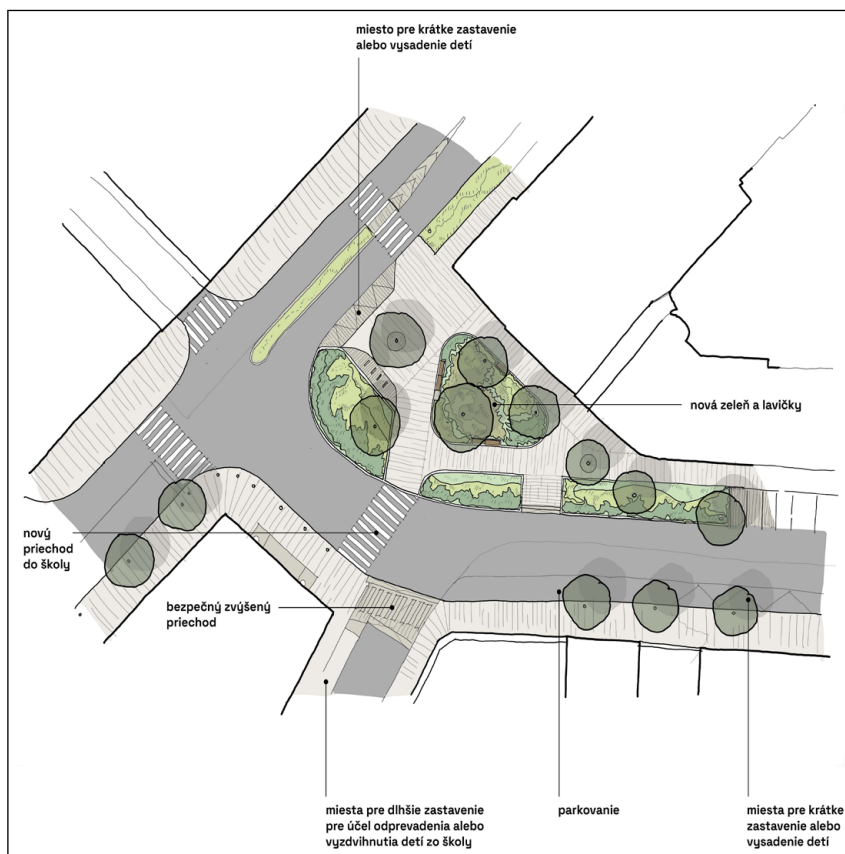 miesto pre krátke zastavenie
alebo vysadenie detí
nová zeleň a lavičky
nový
priechod
do školy
bezpečný zvýšený
priechod
miesta pre dlhšie zastavenie
pre účel odprevadenia alebo
vyzdvihnutia detí zo školy
parkovanie
miesta pre krátke
zastavenie alebo
vysadenie detí